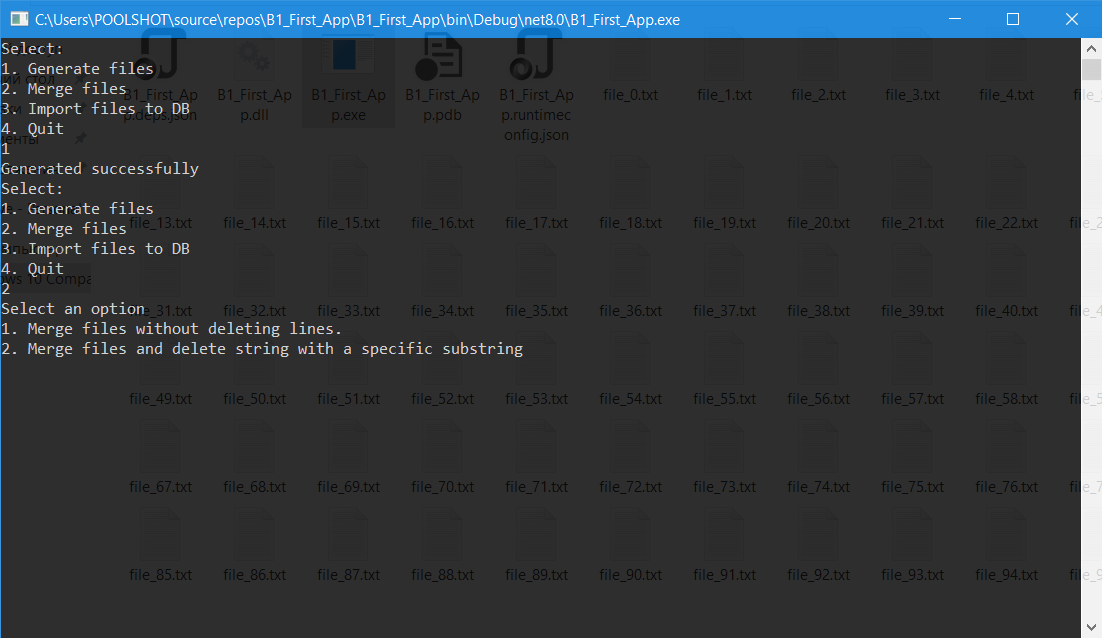 C:\Users\POOLSHOT\source\repos\B1_First_App\B1_First_App\bin\Debug\net8.0\B1_First_App.exe
Select:
1. Generate files
2. Merge files
3. Import files to DB
4. Quit
1
Generated successfully
Select:
1. Generate files
2. Merge files
3. Import files to DB
4. Quit
2
Select an option
1. Merge files without deleting lines.
2. Merge files and delete string with a specific substring
B1_First_Ap B1_First_Ap B1_First_Ap B1_First_Ap B1_First_Ap file_0.txt file_1.txt file_2.txt file_3.txt file_4.txt
p.deps.json p.dll p.exe p.pdb p.runtimec
onfig.json
file_13.txt file_14.txt file_15.txt file_16.txt file_17.txt file_18.txt file_19.txt file_20.txt file_21.txt file_22.txt
file_31.txt file_32.txt file_33.txt file_34.txt file_35.txt file_36.txt file_37.txt file_38.txt file_39.txt file_40.txt
file_49.txt file_50.txt file_51.txt file_52.txt file_53.txt file_54.txt file_55.txt file_56.txt file_57.txt file_58.txt
file_67.txt file_68.txt file_69.txt file_70.txt file_71.txt file_72.txt file_73.txt file_74.txt file_75.txt file_76.txt
file_85.txt file_86.txt file_87.txt file_88.txt file_89.txt file_90.txt file_91.txt file_92.txt file_93.txt file_94.txt